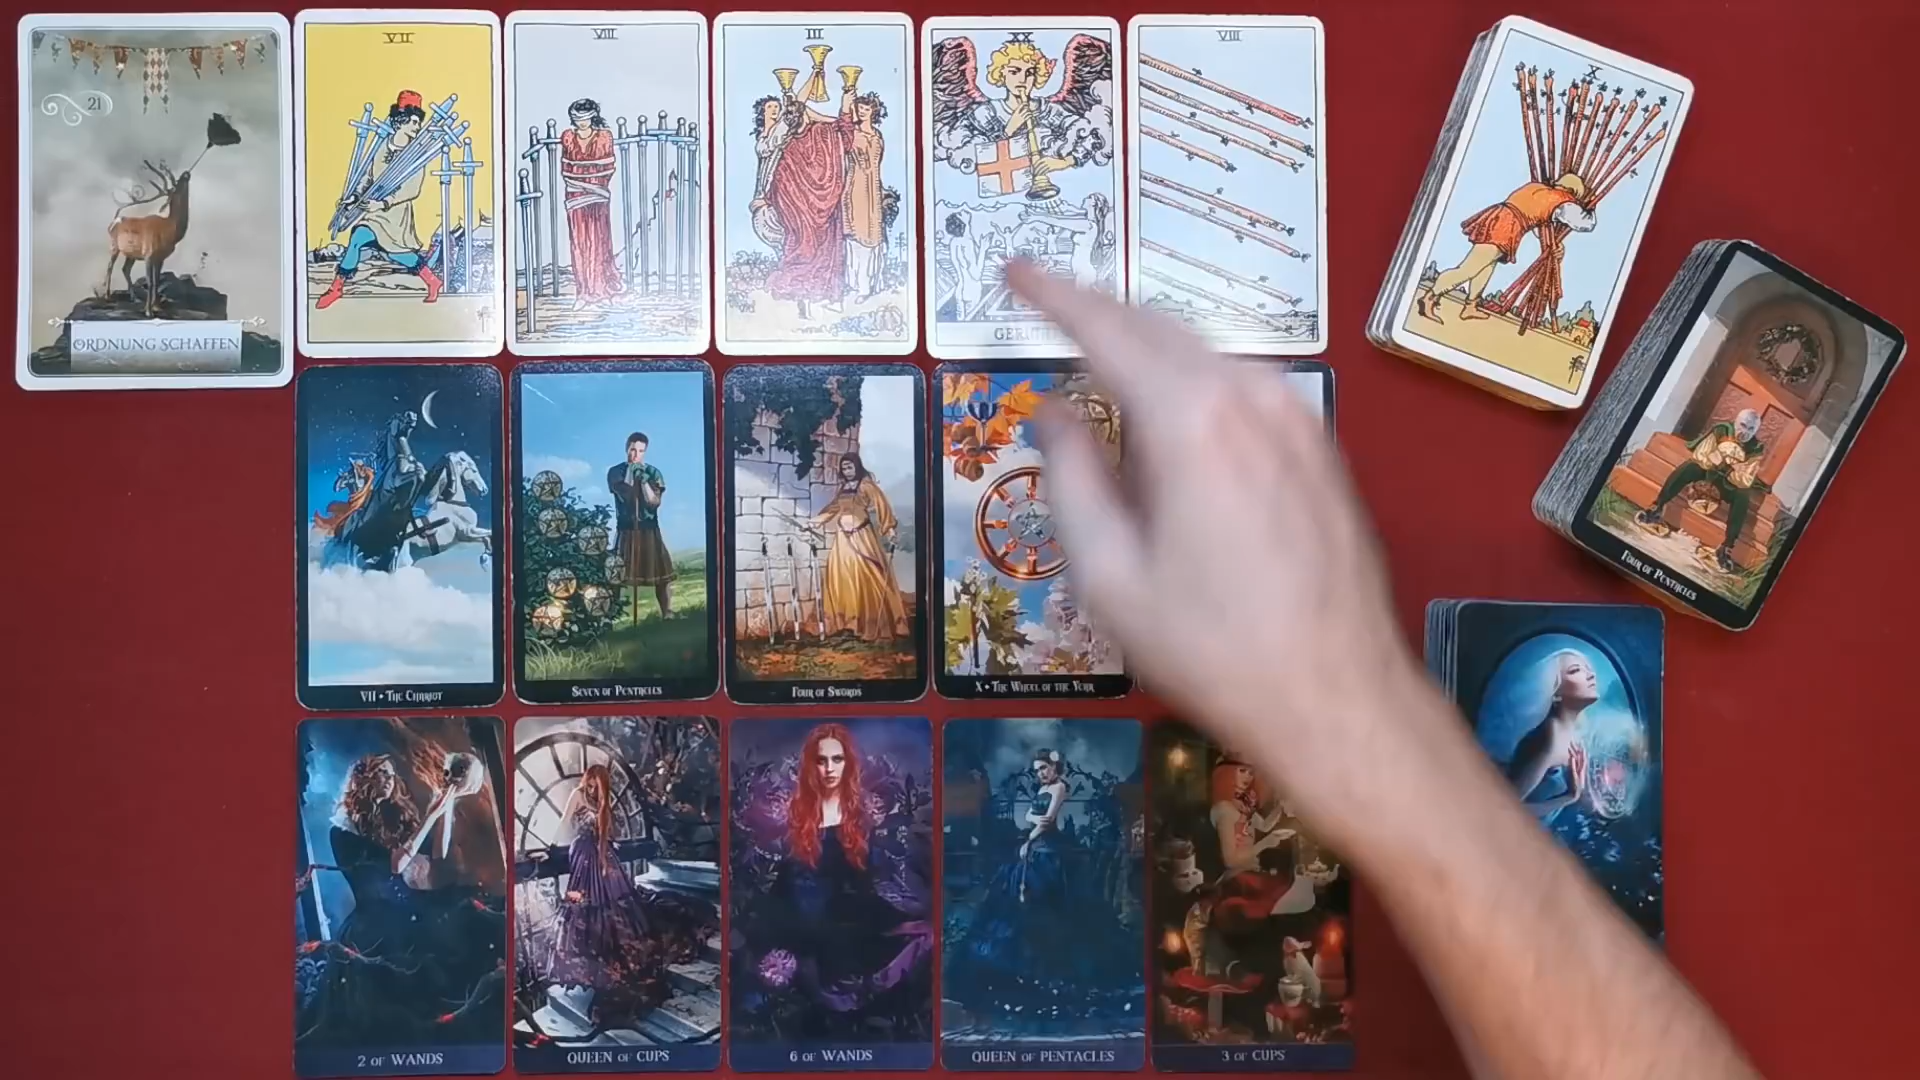 21
ORDNUNG SCHAFFEN
VII
VIII
III
XX
VIII
X
VII • THE CHARIOT
SEVEN OF PENTACLES
FOUR OF SWORDS
X • THE WHEEL OF THE YEAR
FOUR OF PENTACLES
2 OF WANDS
QUEEN OF CUPS
6 OF WANDS
QUEEN OF PENTACLES
3 OF CUPS